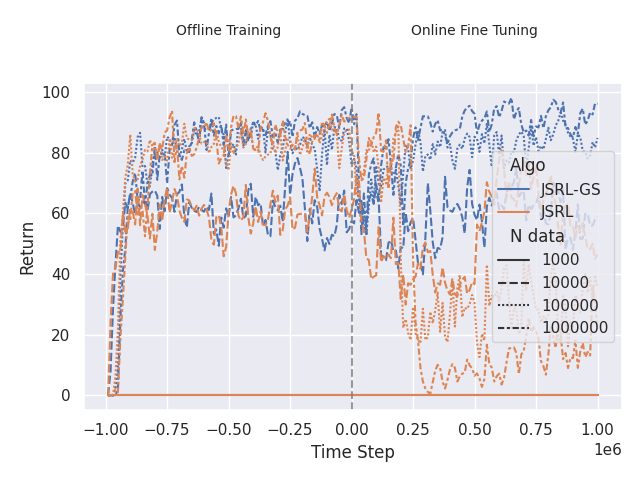 Offline Training
Online Fine Tuning
100
80
60
40
20
0
Return
Algo
JSRL-GS
JSRL
N data
1000
10000
100000
1000000
−1.00
−0.75
−0.50
−0.25
0.00
0.25
0.50
0.75
1.00
1e6
Time Step